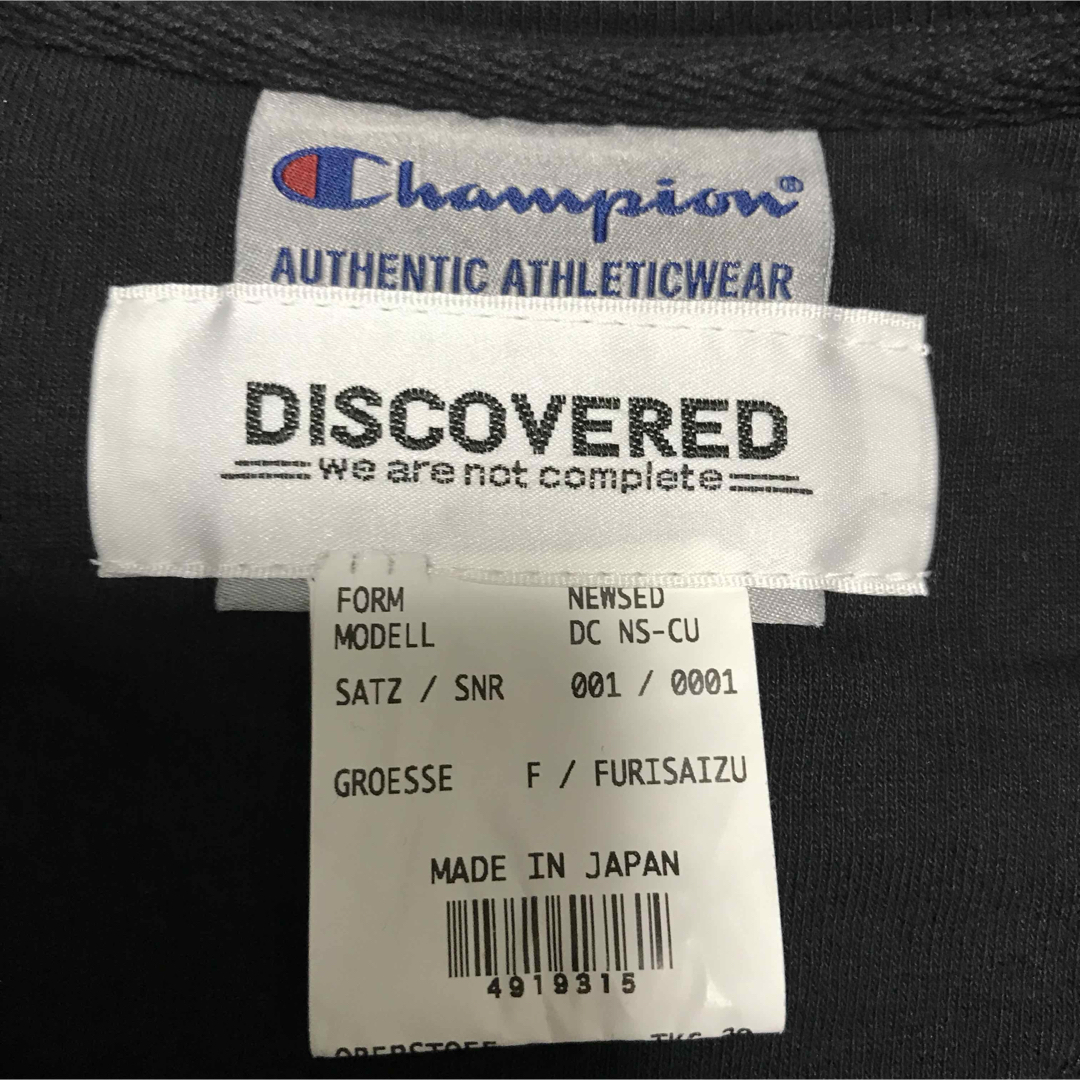 Champion®
AUTHENTIC ATHLETICWEAR
DISCOVERED
we are not complete
FORM NEWSED
MODELL DC NS-CU
SATZ / SNR 001 / 0001
GROESSE F / FURISAIZU
MADE IN JAPAN
4919315
OBERSTOFF